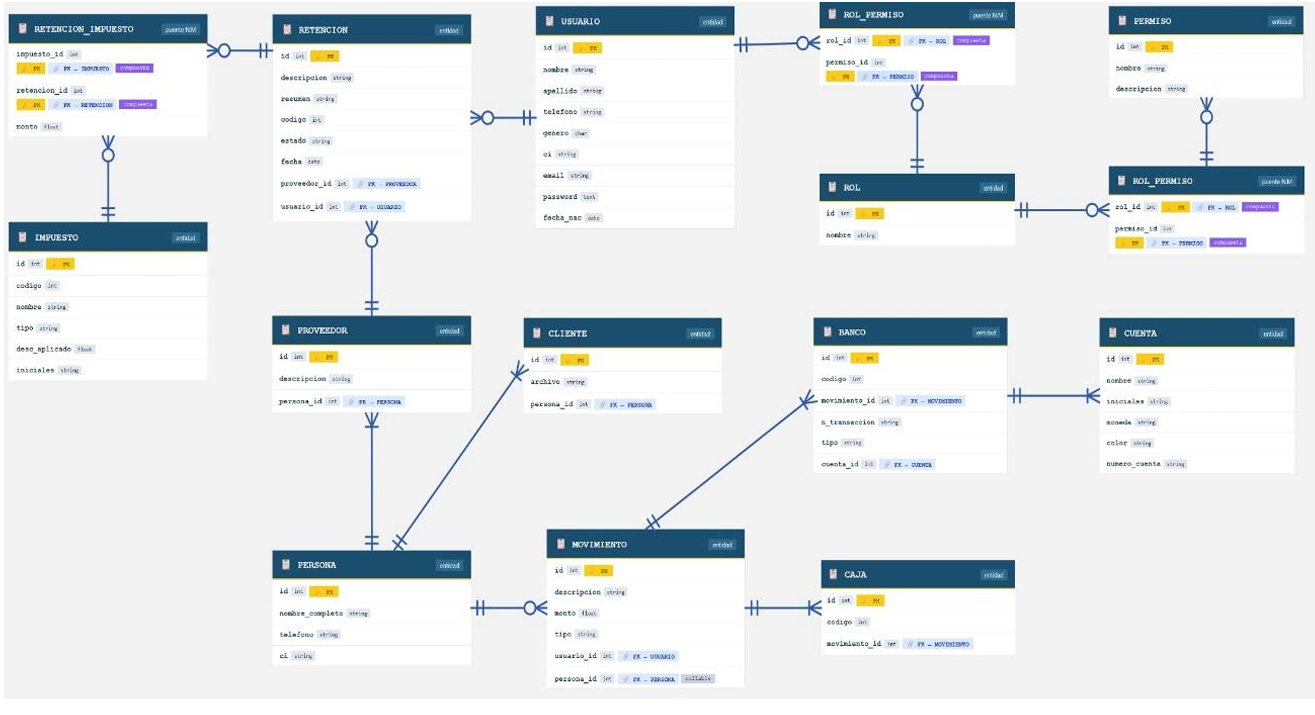 RETENCION_IMPUESTO puente N:M
impuesto_id int
PK FK → IMPUESTO compuesta
retencion_id int
PK FK → RETENCION compuesta
monto float
RETENCION entidad
id int PK
descripcion string
resumen string
codigo int
estado string
fecha date
proveedor_id int FK → PROVEEDOR
usuario_id int FK → USUARIO
USUARIO entidad
id int PK
nombre string
apellido string
telefono string
genero char
ci string
email string
password text
fecha_nac date
ROL_PERMISO puente N:M
rol_id int PK FK → ROL compuesta
permiso_id int
PK FK → PERMISO compuesta
PERMISO entidad
id int PK
nombre string
descripcion string
ROL entidad
id int PK
nombre string
ROL_PERMISO puente N:M
rol_id int PK FK → ROL compuesta
permiso_id int
PK FK → PERMISO compuesta
IMPUESTO entidad
id int PK
codigo int
nombre string
tipo string
desc_aplicado float
iniciales string
PROVEEDOR entidad
id int PK
descripcion string
persona_id int FK → PERSONA
CLIENTE entidad
id int PK
archivo string
persona_id int FK → PERSONA
BANCO entidad
id int PK
codigo int
movimiento_id int FK → MOVIMIENTO
n_transaccion string
tipo string
cuenta_id int FK → CUENTA
CUENTA entidad
id int PK
nombre string
iniciales string
moneda string
color string
numero_cuenta string
PERSONA entidad
id int PK
nombre_completo string
telefono string
ci string
MOVIMIENTO entidad
id int PK
descripcion string
monto float
tipo string
usuario_id int FK → USUARIO
persona_id int FK → PERSONA nullable
CAJA entidad
id int PK
codigo int
movimiento_id int FK → MOVIMIENTO